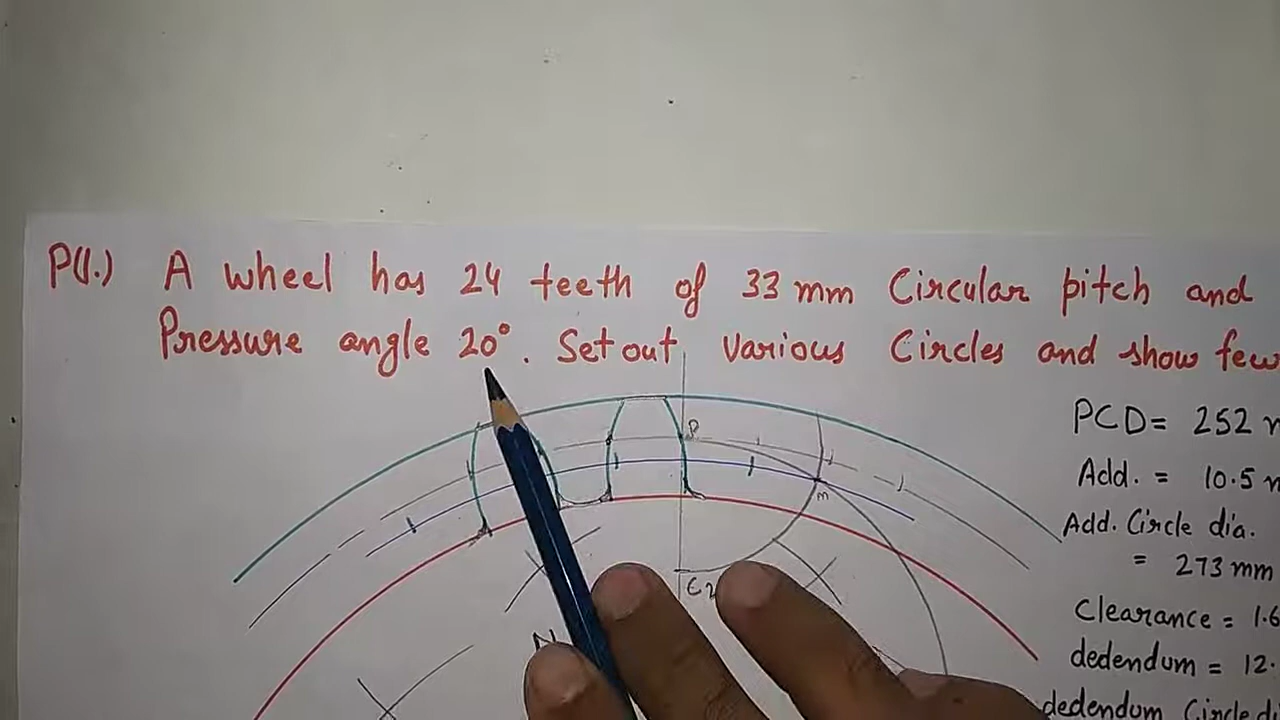 P(1.) A wheel has 24 teeth of 33 mm Circular pitch and
Pressure angle 20°. Set out various Circles and show few
PCD = 252
Add. = 10.5
Add. Circle dia.
= 273 mm
Clearance = 1.6
dedendum = 12.
dedendum Circle di
P
m
C2
N